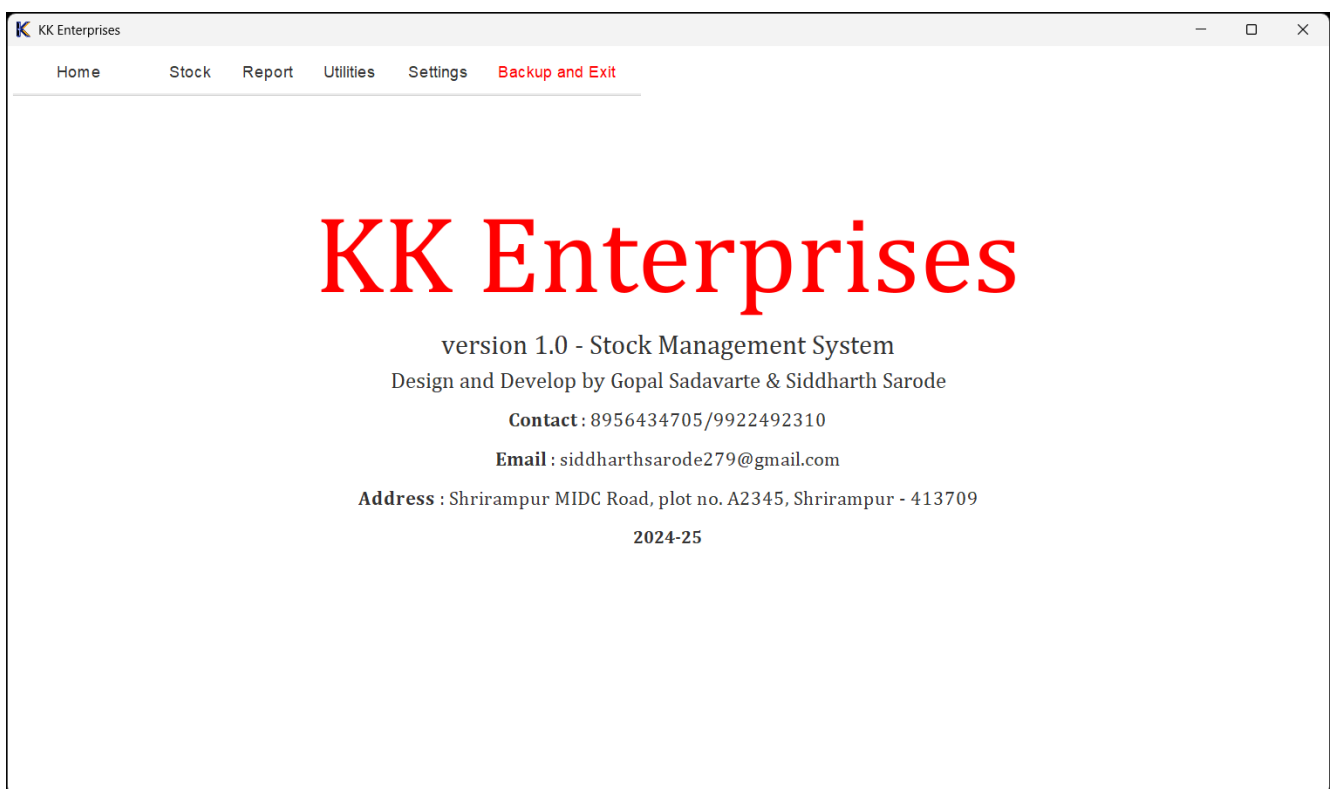 KK Enterprises
Home Stock Report Utilities Settings Backup and Exit
KK Enterprises
version 1.0 - Stock Management System
Design and Develop by Gopal Sadavarte & Siddharth Sarode
Contact : 8956434705/9922492310
Email : siddharthsarode279@gmail.com
Address : Shrirampur MIDC Road, plot no. A2345, Shrirampur - 413709
2024-25